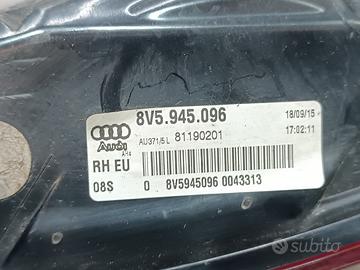 8V5.945.096
18/09/15
Audi
AU371/5L 81190201
17:02:11
RH EU
08S 0 8V5945096 0043313
subito